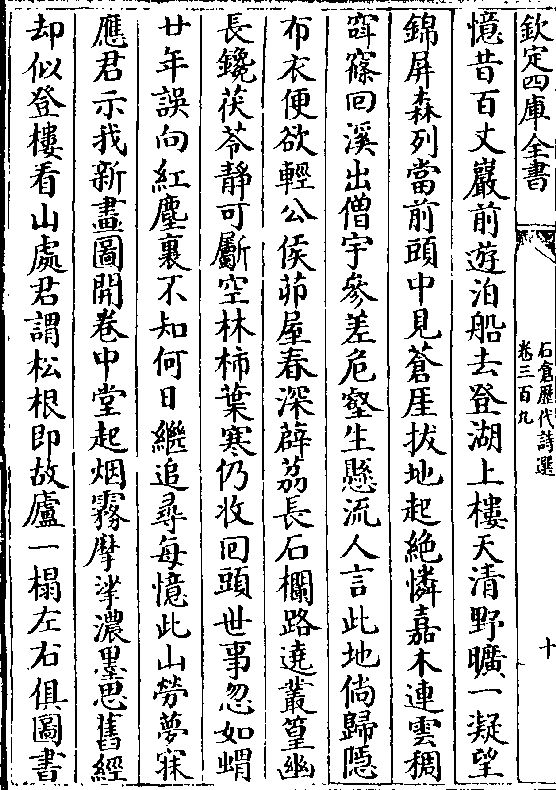 欽定四庫全書
石倉歷代詩選
卷三百九
十
憶昔百丈巖前遊泊船去登湖上樓天清野曠一凝望
錦屏森列當前頭中見蒼厓拔地起絶憐嘉木連雲稠
窱回溪出僧宇參差危壑生懸流人言此地倘歸隠
布衣便欲輕公侯茆屋春深薜荔長石欄路遶叢篁幽
長鑱茯苓靜可斸空林柿葉寒仍收回頭世事忽如蝟
廿年誤向紅塵裏不知何日繼追尋每憶此山勞夢寐
應君示我新畫圖開卷中堂起烟霧摩挲濃墨思舊經
却似登樓看山處君謂松根即故廬一榻左右俱圖書